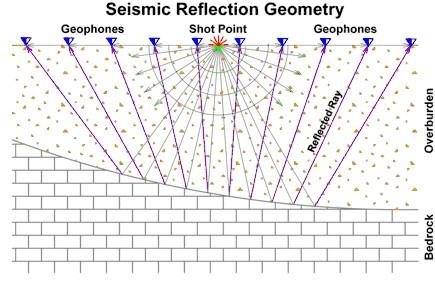 Seismic Reflection Geometry
Geophones
Shot Point
Geophones
Reflected Ray
Overburden
Bedrock